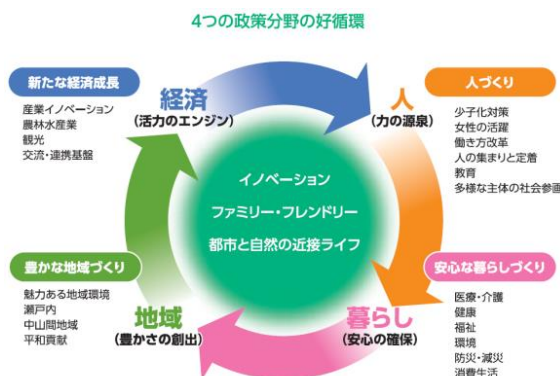 4つの政策分野の好循環
新たな経済成長
産業イノベーション
農林水産業
観光
交流・連携基盤
経済
(活力のエンジン)
人
(力の源泉)
人づくり
少子化対策
女性の活躍
働き方改革
人の集まりと定着
教育
多様な主体の社会参画
イノベーション
ファミリー・フレンドリー
都市と自然の近接ライフ
豊かな地域づくり
魅力ある地域環境
瀬戸内
中山間地域
平和貢献
地域
(豊かさの創出)
暮らし
(安心の確保)
安心な暮らしづくり
医療・介護
健康
福祉
環境
防災・減災
消費生活